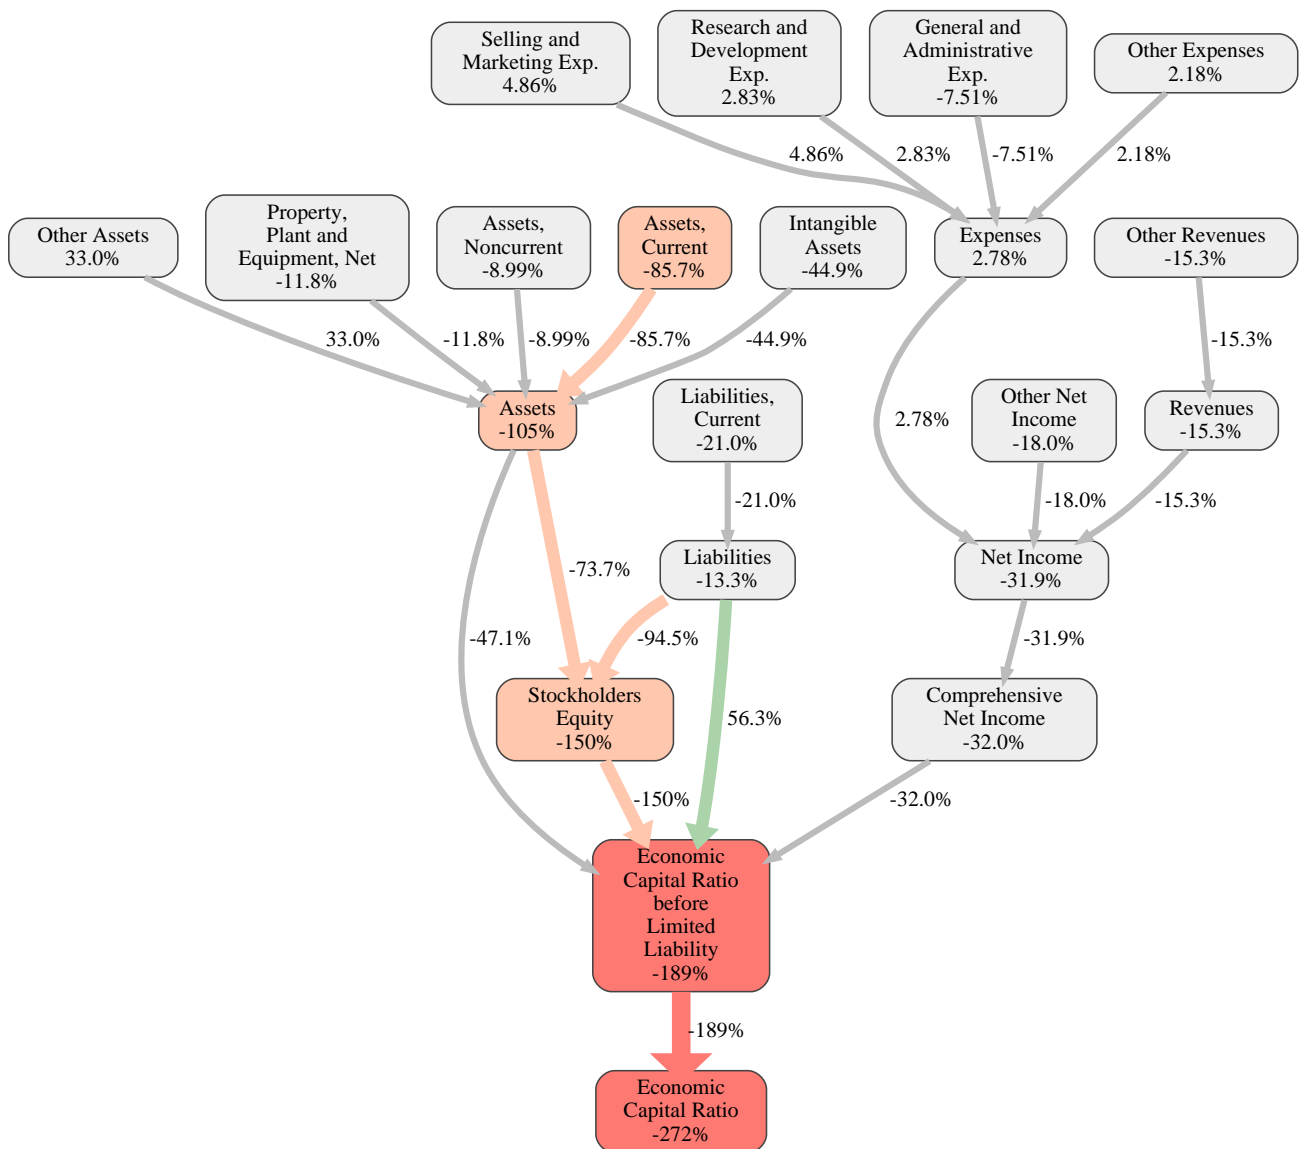 Selling and
Marketing Exp.
4.86%
Research and
Development
Exp.
2.83%
General and
Administrative
Exp.
-7.51%
Other Expenses
2.18%
4.86%
2.83%
-7.51%
2.18%
Other Assets
33.0%
Property,
Plant and
Equipment, Net
-11.8%
Assets,
Noncurrent
-8.99%
Assets,
Current
-85.7%
Intangible
Assets
-44.9%
Expenses
2.78%
Other Revenues
-15.3%
33.0%
-11.8%
-8.99%
-85.7%
-44.9%
-15.3%
Assets
-105%
Liabilities,
Current
-21.0%
2.78%
Other Net
Income
-18.0%
Revenues
-15.3%
-21.0%
-18.0%
-15.3%
-73.7%
Liabilities
-13.3%
Net Income
-31.9%
-47.1%
-94.5%
-31.9%
Stockholders
Equity
-150%
56.3%
Comprehensive
Net Income
-32.0%
-150%
-32.0%
Economic
Capital Ratio
before
Limited
Liability
-189%
-189%
Economic
Capital Ratio
-272%